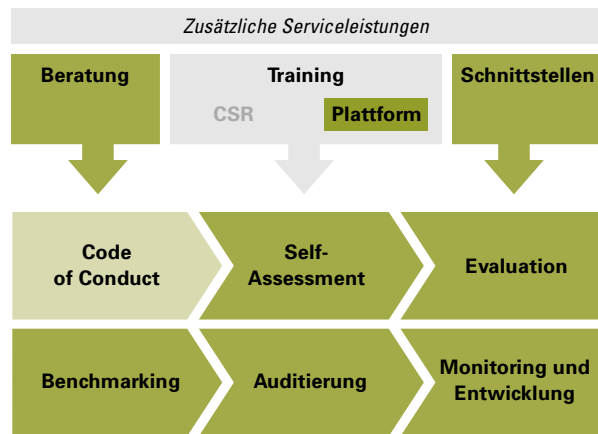 Zusätzliche Serviceleistungen
Beratung
Training
Schnittstellen
CSR
Plattform
Code
of Conduct
Self-
Assessment
Evaluation
Benchmarking
Auditierung
Monitoring und
Entwicklung